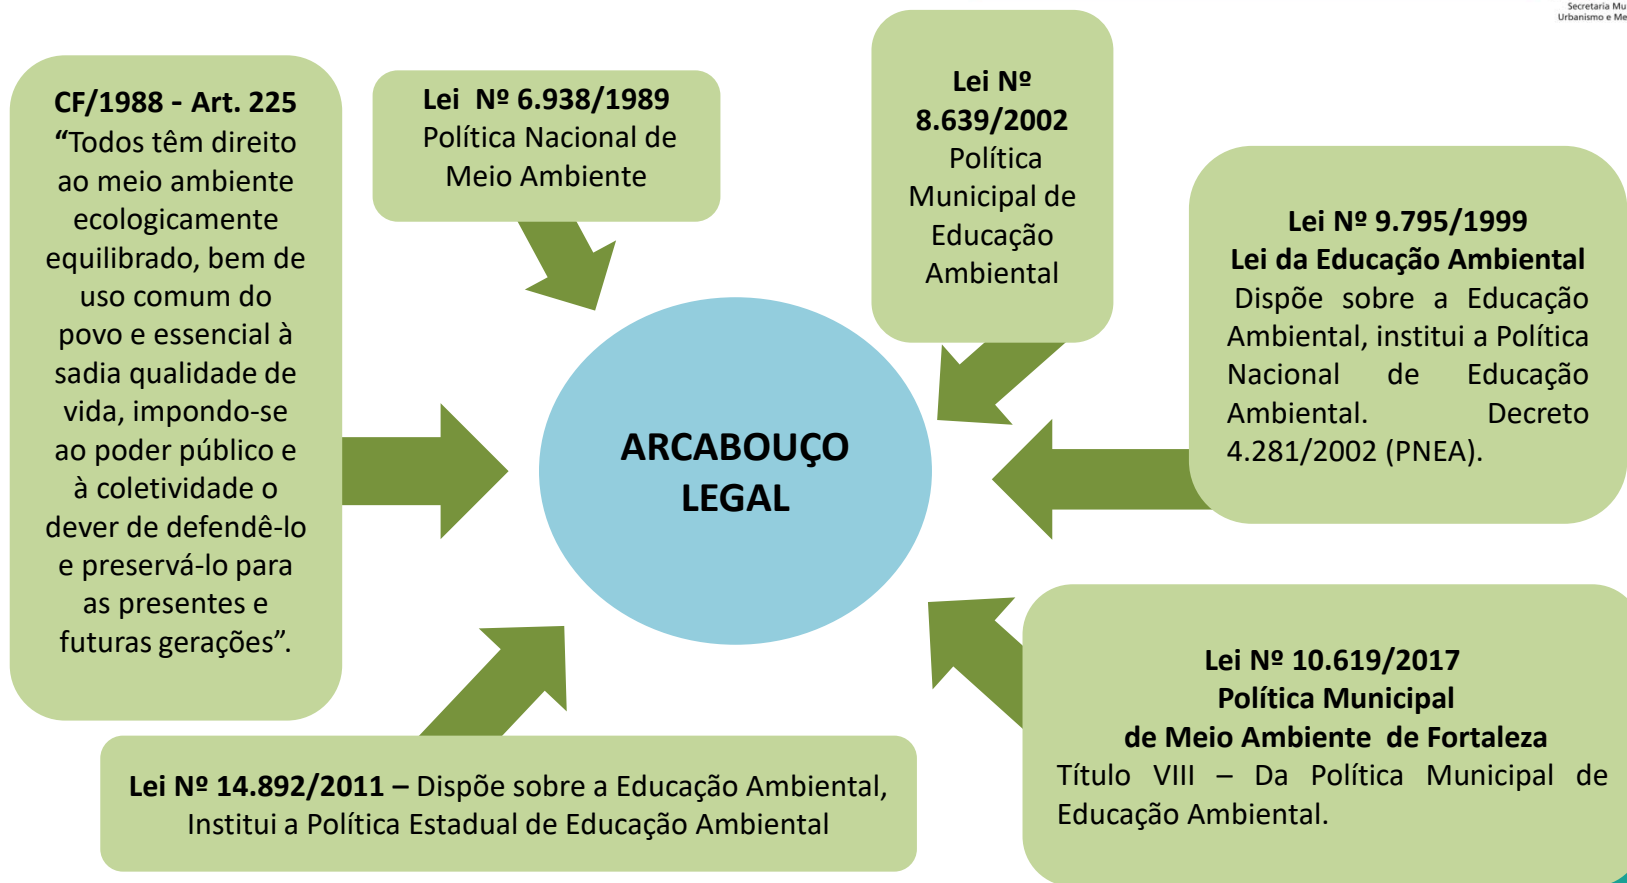 Secretaria Mu
Urbanismo e Me
CF/1988 - Art. 225
“Todos têm direito
ao meio ambiente
ecologicamente
equilibrado, bem de
uso comum do
povo e essencial à
sadia qualidade de
vida, impondo-se
ao poder público e
à coletividade o
dever de defendê-lo
e preservá-lo para
as presentes e
futuras gerações”.
Lei Nº 6.938/1989
Política Nacional de
Meio Ambiente
Lei Nº
8.639/2002
Política
Municipal de
Educação
Ambiental
Lei Nº 9.795/1999
Lei da Educação Ambiental
Dispõe sobre a Educação
Ambiental, institui a Política
Nacional de Educação
Ambiental. Decreto
4.281/2002 (PNEA).
ARCABOUÇO
LEGAL
Lei Nº 10.619/2017
Política Municipal
de Meio Ambiente de Fortaleza
Título VIII – Da Política Municipal de
Educação Ambiental.
Lei Nº 14.892/2011 – Dispõe sobre a Educação Ambiental,
Institui a Política Estadual de Educação Ambiental